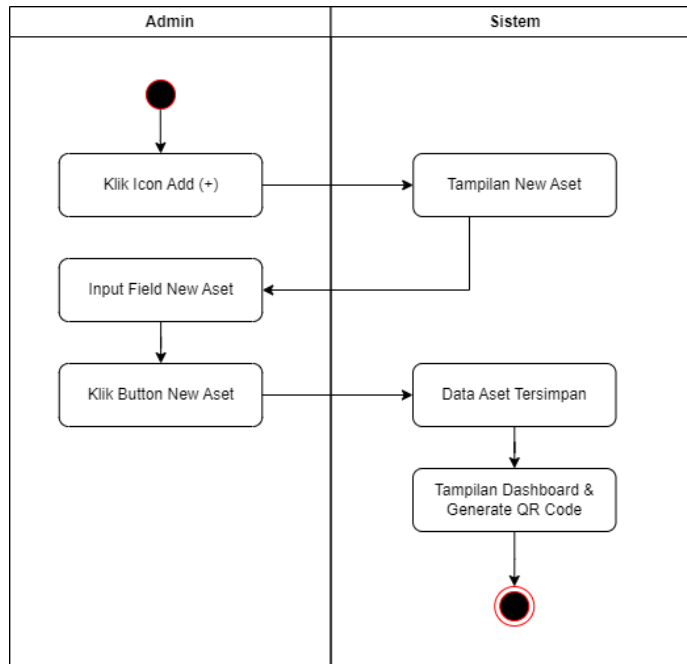 Admin
Sistem
Klik Icon Add (+)
Tampilan New Aset
Input Field New Aset
Klik Button New Aset
Data Aset Tersimpan
Tampilan Dashboard &
Generate QR Code